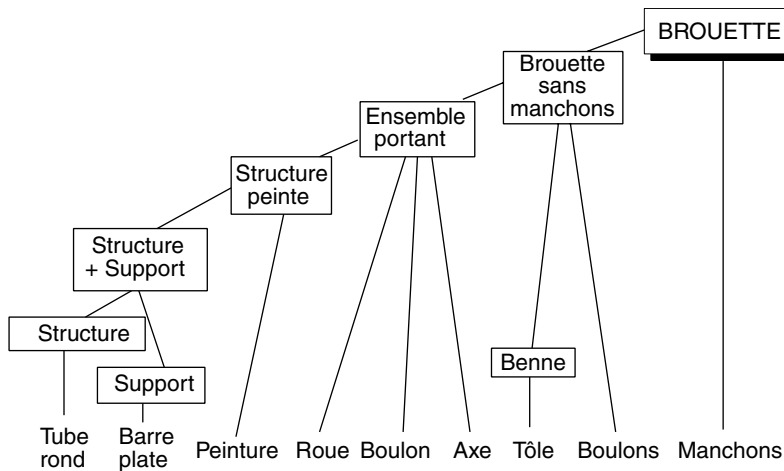 BROUETTE
Brouette
sans
manchons
Ensemble
portant
Structure
peinte
Structure
+ Support
Structure
Support
Benne
Tube
rond
Barre
plate
Peinture
Roue
Boulon
Axe
Tôle
Boulons
Manchons